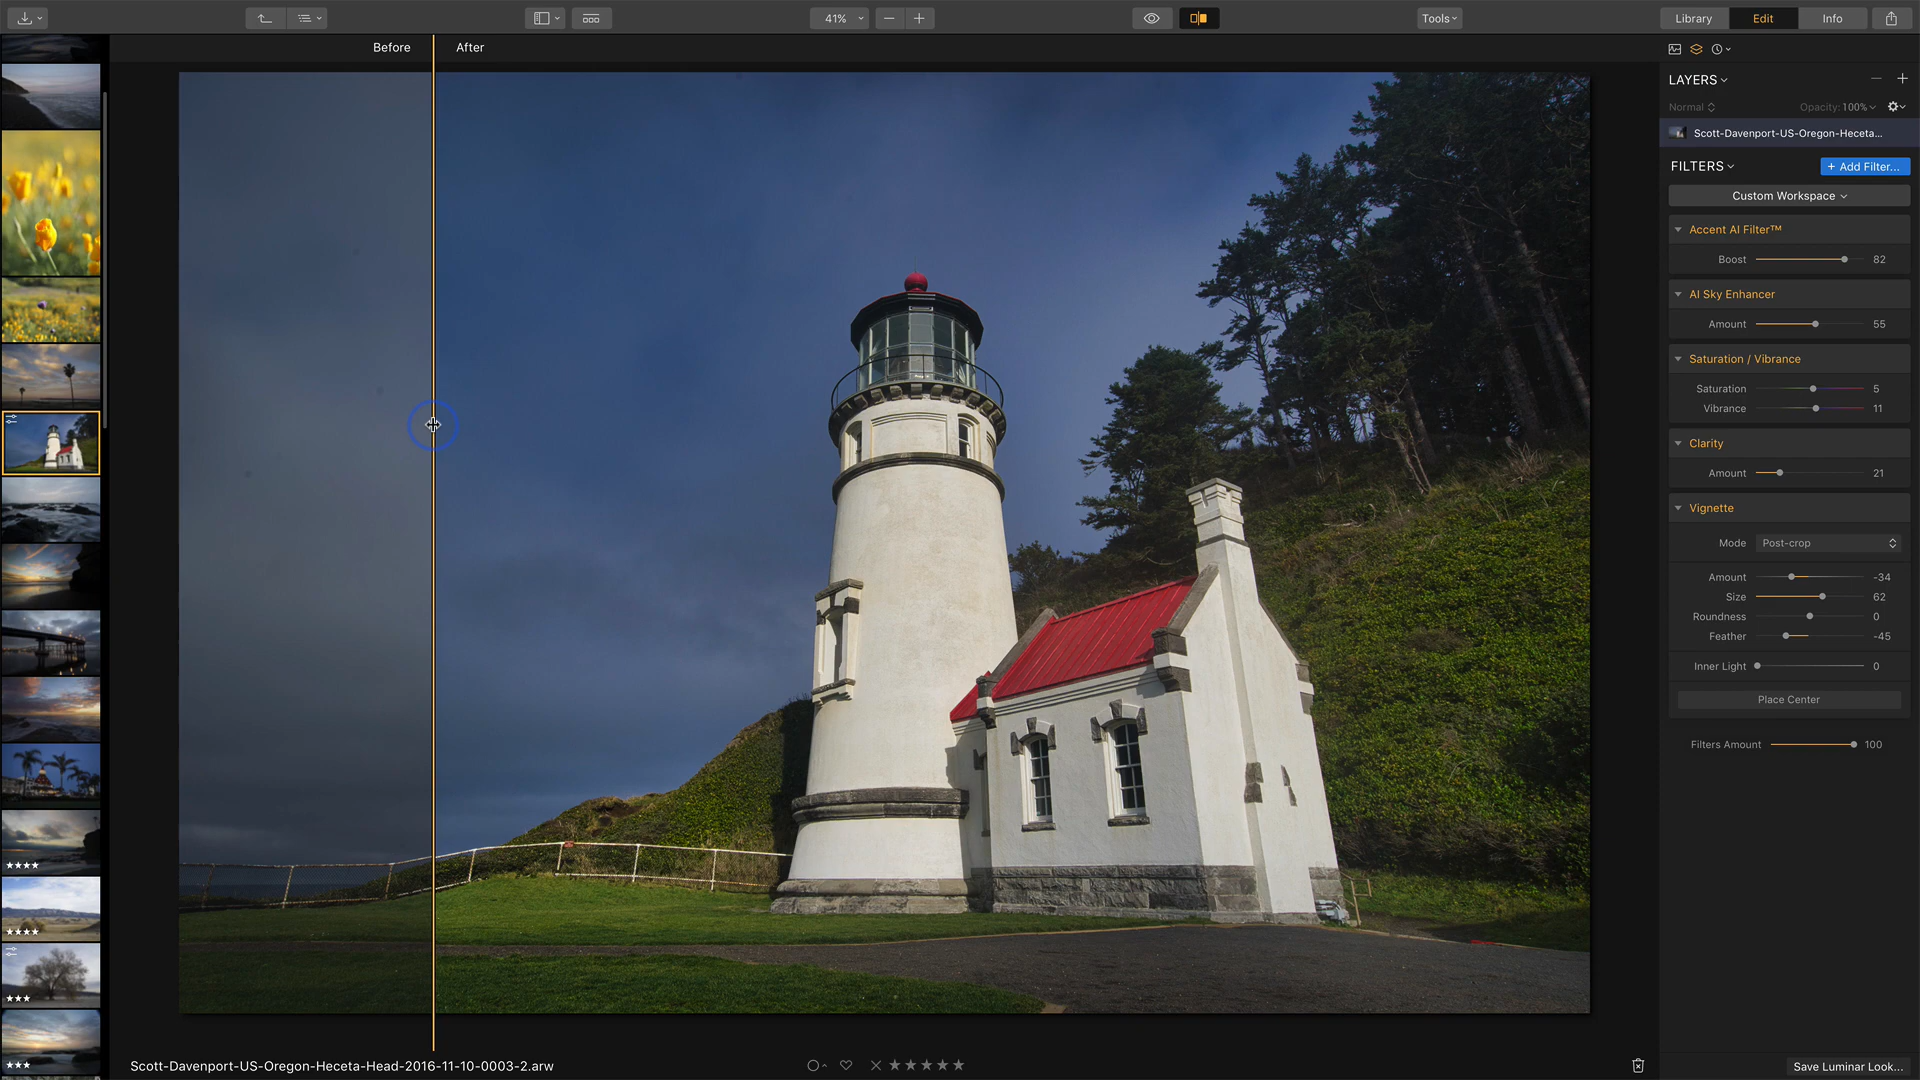 41%
Tools
Library
Edit
Info
Before
After
LAYERS
Normal
Opacity: 100%
Scott-Davenport-US-Oregon-Heceta...
FILTERS
+ Add Filter...
Custom Workspace
Accent AI Filter™
Boost 82
AI Sky Enhancer
Amount 55
Saturation / Vibrance
Saturation 5
Vibrance 11
Clarity
Amount 21
Vignette
Mode Post-crop
Amount -34
Size 62
Roundness 0
Feather -45
Inner Light 0
Place Center
Filters Amount 100
Scott-Davenport-US-Oregon-Heceta-Head-2016-11-10-0003-2.arw
Save Luminar Look...